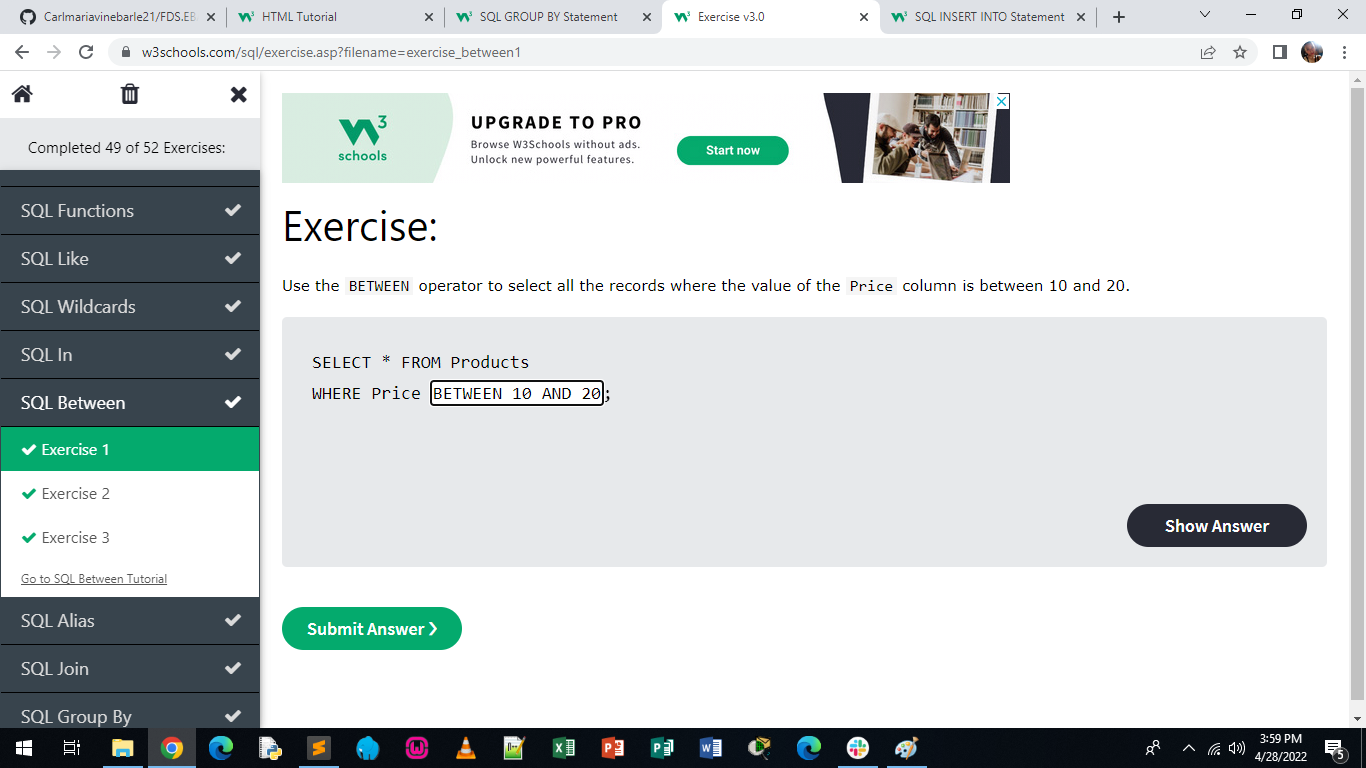 Carlmariavinebarle21/FDS.EB
HTML Tutorial
SQL GROUP BY Statement
Exercise v3.0
SQL INSERT INTO Statement
w3schools.com/sql/exercise.asp?filename=exercise_between1
Completed 49 of 52 Exercises:
SQL Functions
SQL Like
SQL Wildcards
SQL In
SQL Between
Exercise 1
Exercise 2
Exercise 3
Go to SQL Between Tutorial
SQL Alias
SQL Join
SQL Group By
3
schools
UPGRADE TO PRO
Browse W3Schools without ads.
Unlock new powerful features.
Start now
Exercise:
Use the BETWEEN operator to select all the records where the value of the Price column is between 10 and 20.
SELECT * FROM Products
WHERE Price BETWEEN 10 AND 20;
Show Answer
Submit Answer ❯
3:59 PM
4/28/2022
5